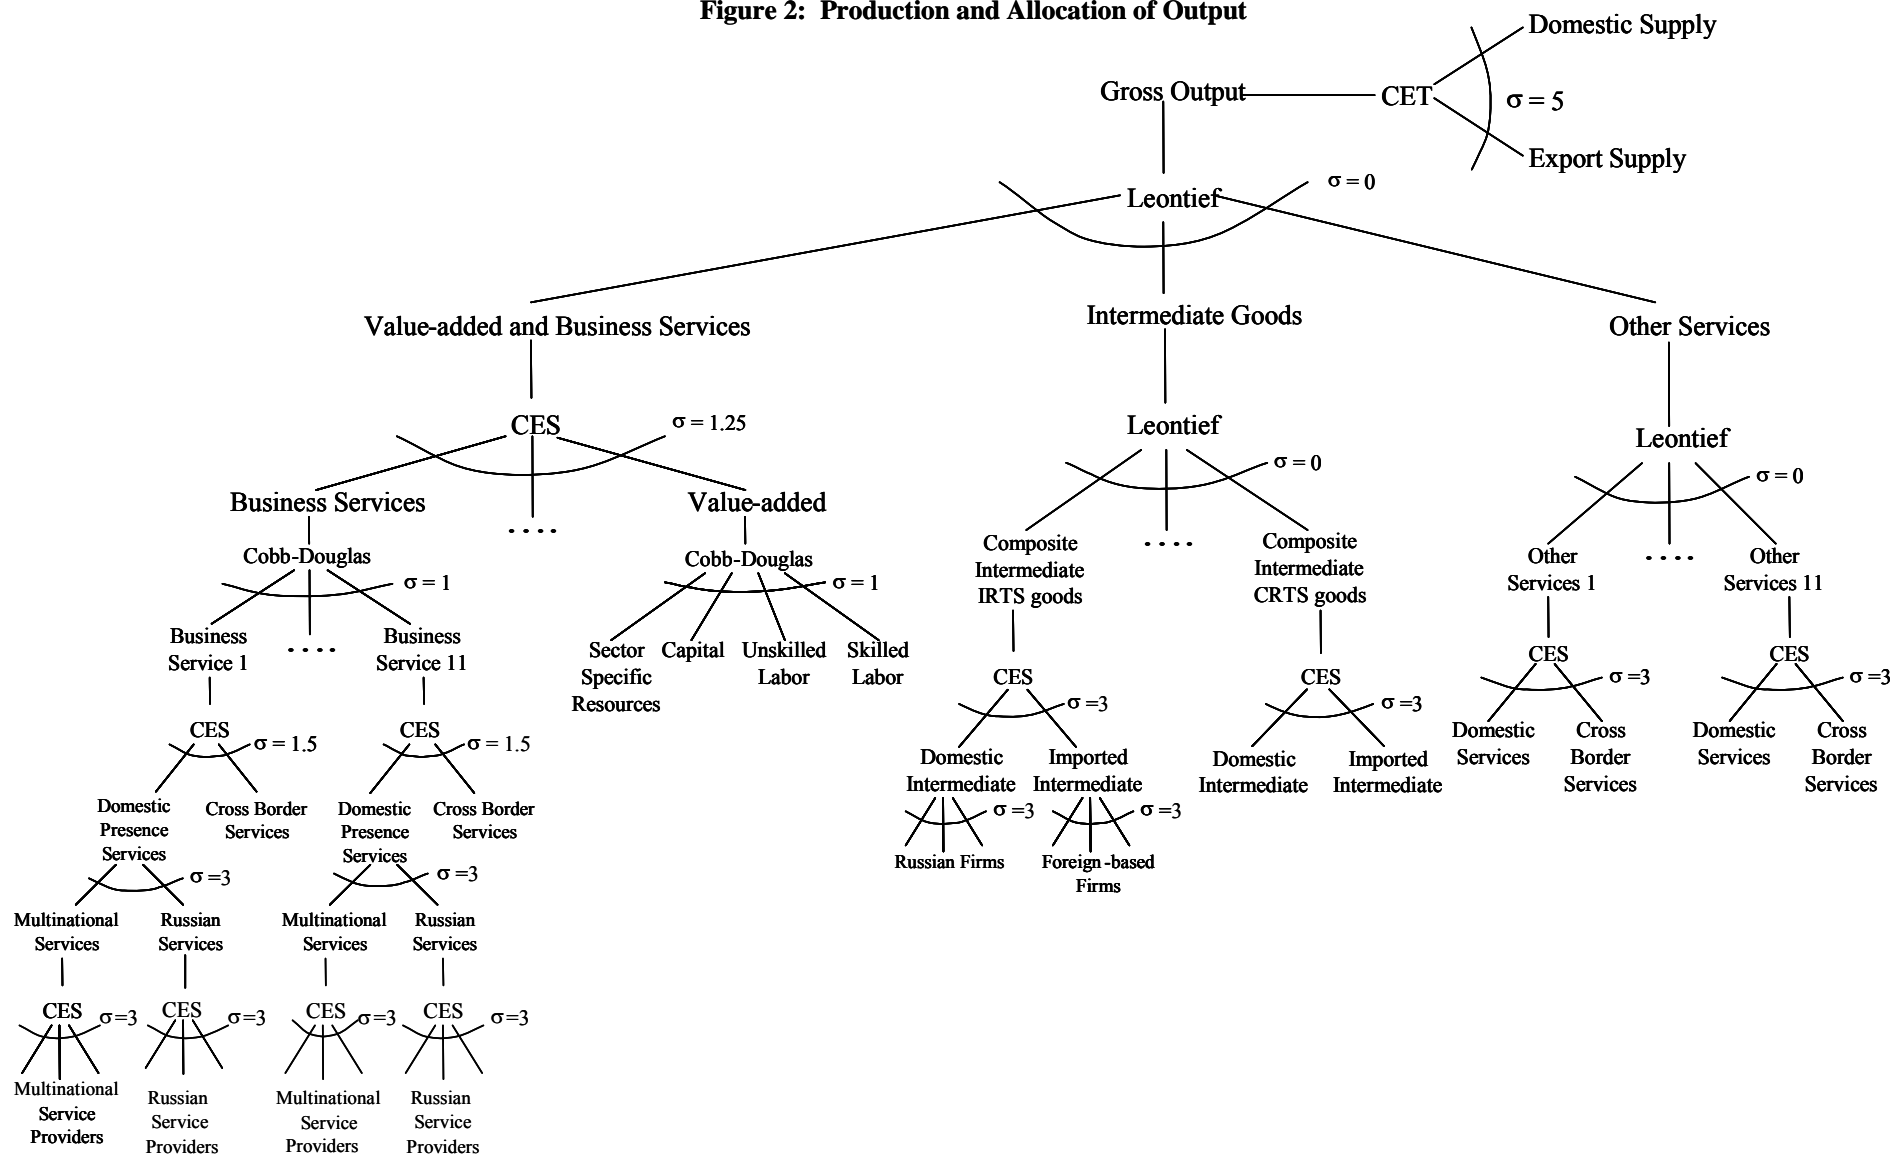 Figure 2: Production and Allocation of Output
Domestic Supply
Gross Output
CET
σ = 5
Export Supply
Leontief
σ = 0
Value-added and Business Services
Intermediate Goods
Other Services
CES
σ = 1.25
Leontief
σ = 0
Leontief
σ = 0
Business Services
. . . .
Value-added
Cobb-Douglas
σ = 1
Cobb-Douglas
σ = 1
Business
Service 1
. . . .
Business
Service 11
Sector
Specific
Resources
Capital
Unskilled
Labor
Skilled
Labor
Composite
Intermediate
IRTS goods
. . . .
Composite
Intermediate
CRTS goods
Other
Services 1
. . . .
Other
Services 11
CES
σ = 1.5
CES
σ = 1.5
CES
σ =3
CES
σ =3
CES
σ =3
CES
σ =3
Domestic
Presence
Services
Cross Border
Services
Domestic
Presence
Services
Cross Border
Services
Domestic
Intermediate
Imported
Intermediate
Domestic
Intermediate
Imported
Intermediate
Domestic
Services
Cross
Border
Services
Domestic
Services
Cross
Border
Services
σ =3
σ =3
Russian Firms
Foreign -based
Firms
σ =3
σ =3
Multinational
Services
Russian
Services
Multinational
Services
Russian
Services
CES
σ=3
CES
σ=3
CES
σ=3
CES
σ=3
Multinational
Service
Providers
Russian
Service
Providers
Multinational
Service
Providers
Russian
Service
Providers